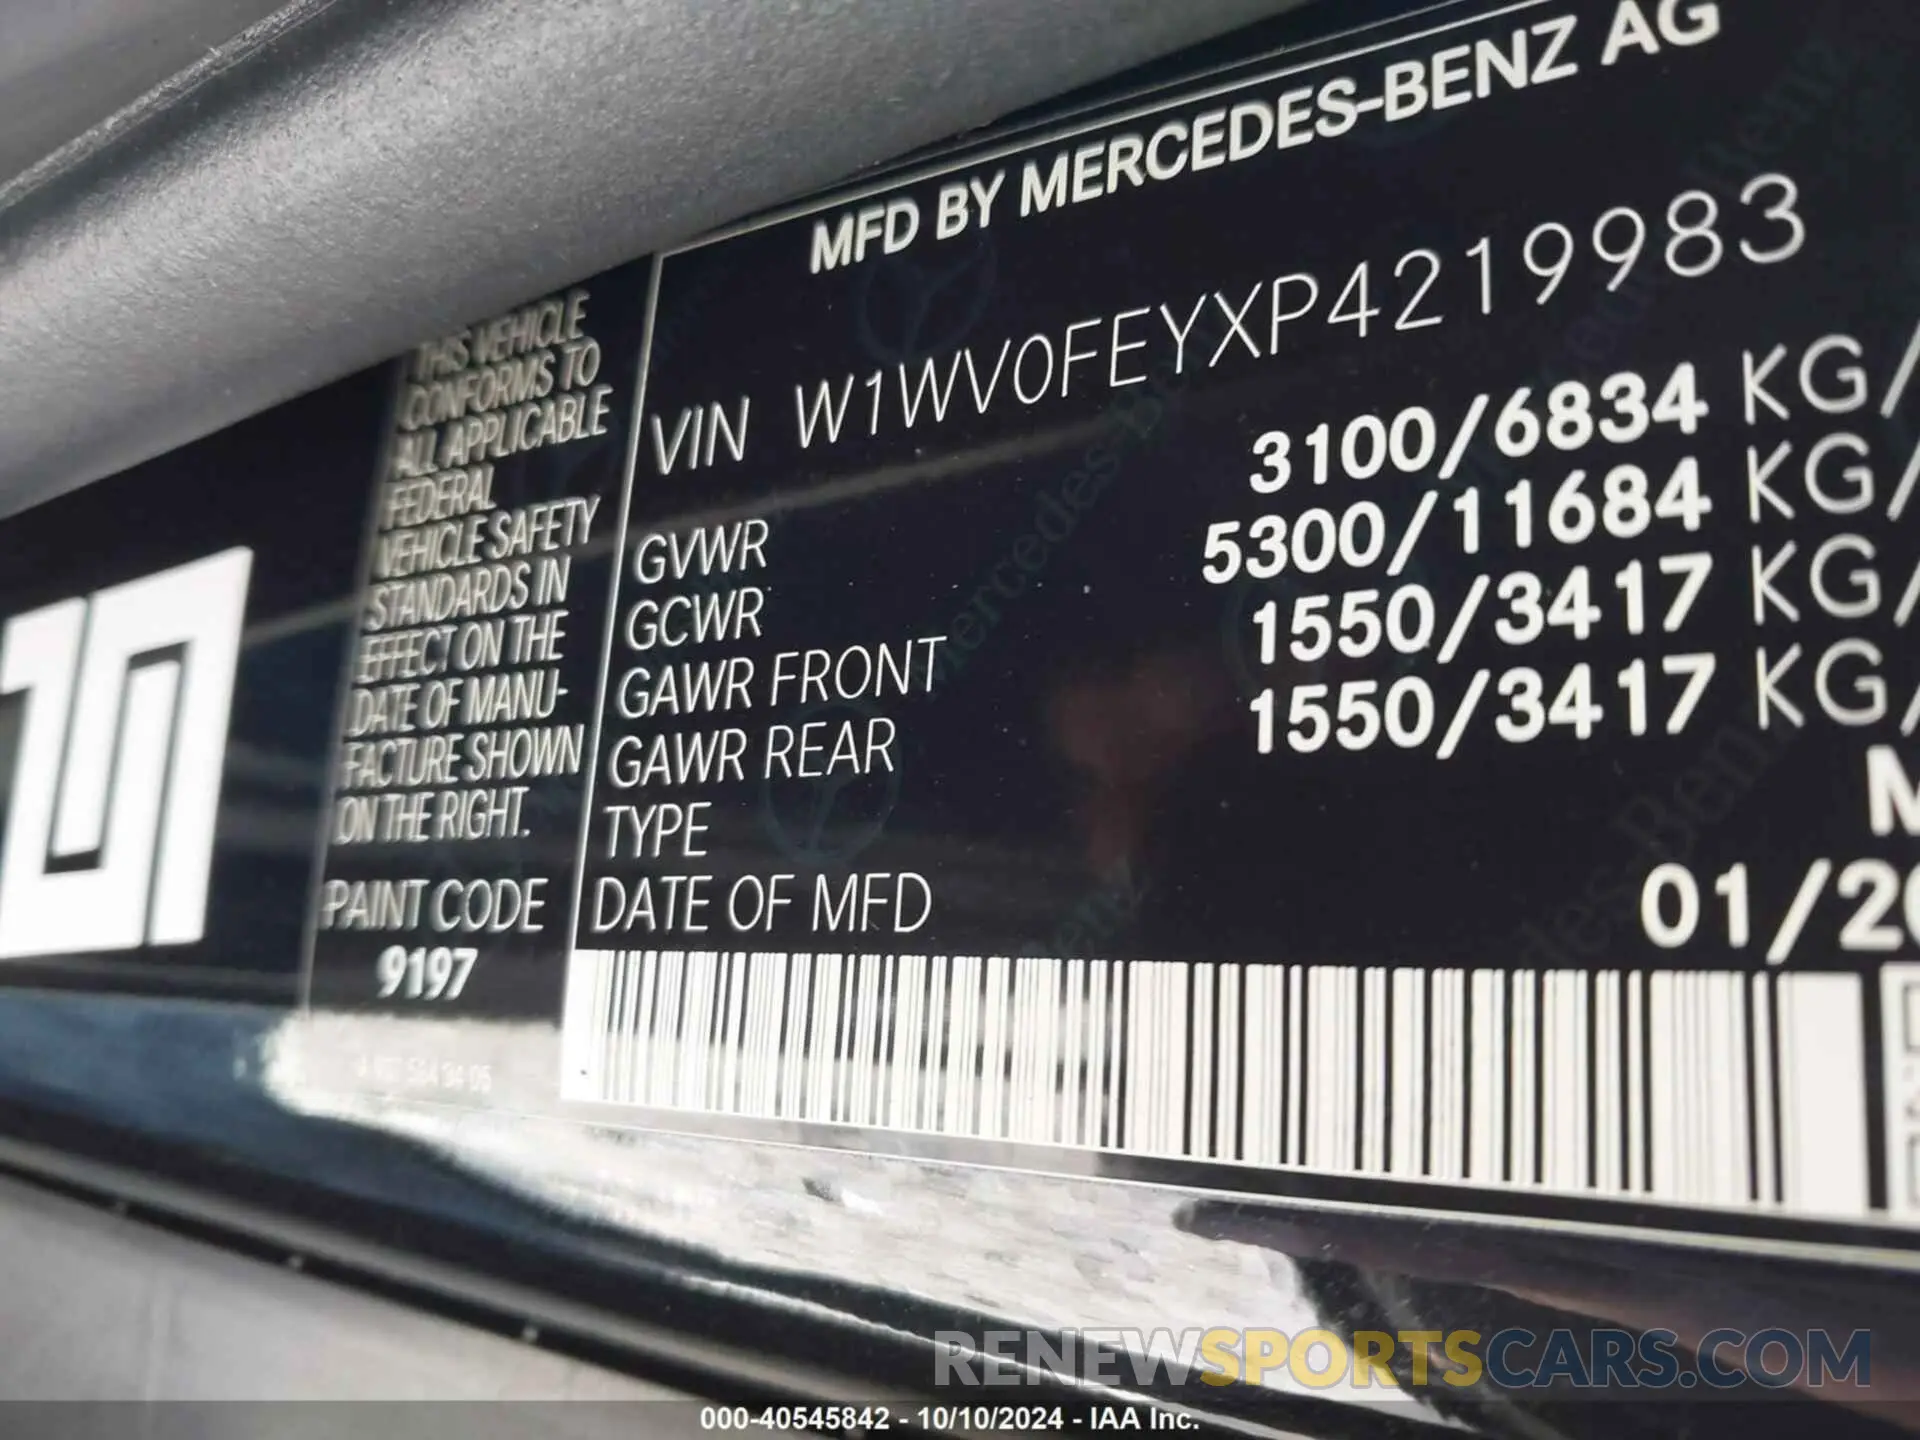 MFD BY MERCEDES-BENZ AG
VIN W1WV0FEYXP4219983
THIS VEHICLE
CONFORMS TO
ALL APPLICABLE
FEDERAL
VEHICLE SAFETY
STANDARDS IN
EFFECT ON THE
DATE OF MANU-
FACTURE SHOWN
ON THE RIGHT.
PAINT CODE
9197
GVWR 3100/6834 KG/
GCWR 5300/11684 KG/
GAWR FRONT 1550/3417 KG/
GAWR REAR 1550/3417 KG/
TYPE M
DATE OF MFD 01/20
RENEWSPORTSCARS.COM
000-40545842 - 10/10/2024 - IAA Inc.